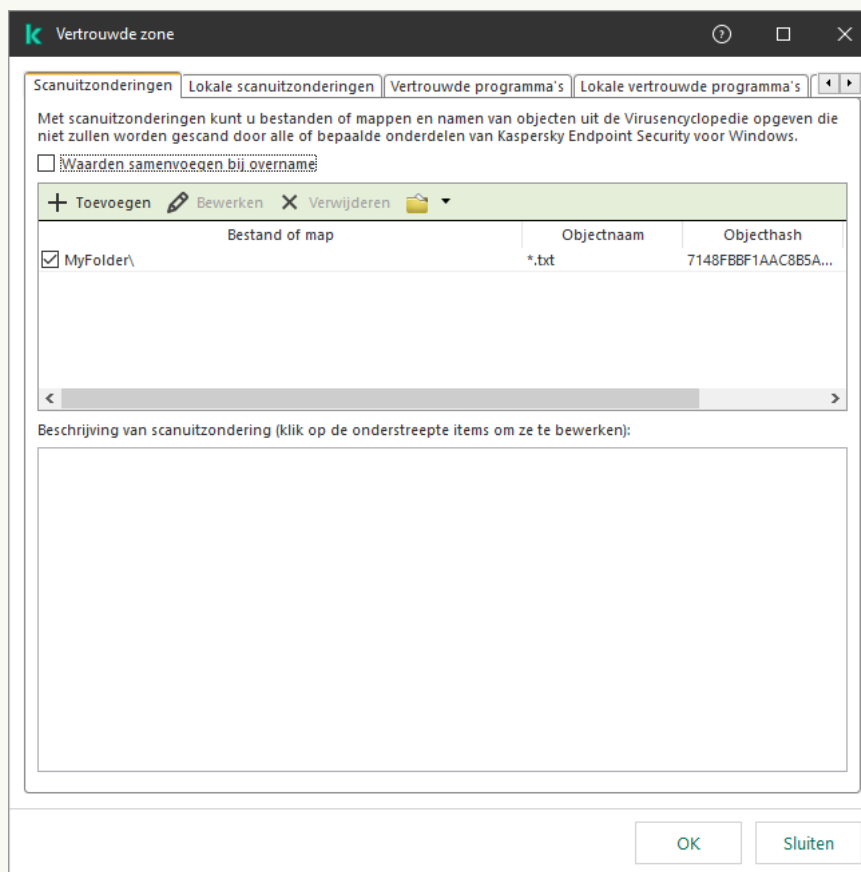 Vertrouwde zone
Scanuitzonderingen Lokale scanuitzonderingen Vertrouwde programma's Lokale vertrouwde programma's
Met scanuitzonderingen kunt u bestanden of mappen en namen van objecten uit de Virusencyclopedie opgeven die
niet zullen worden gescand door alle of bepaalde onderdelen van Kaspersky Endpoint Security voor Windows.
Waarden samenvoegen bij overname
Toevoegen Bewerken Verwijderen
Bestand of map Objectnaam Objecthash
MyFolder\ *.txt 7148FBBF1AAC8B5A...
Beschrijving van scanuitzondering (klik op de onderstreepte items om ze te bewerken):
OK Sluiten